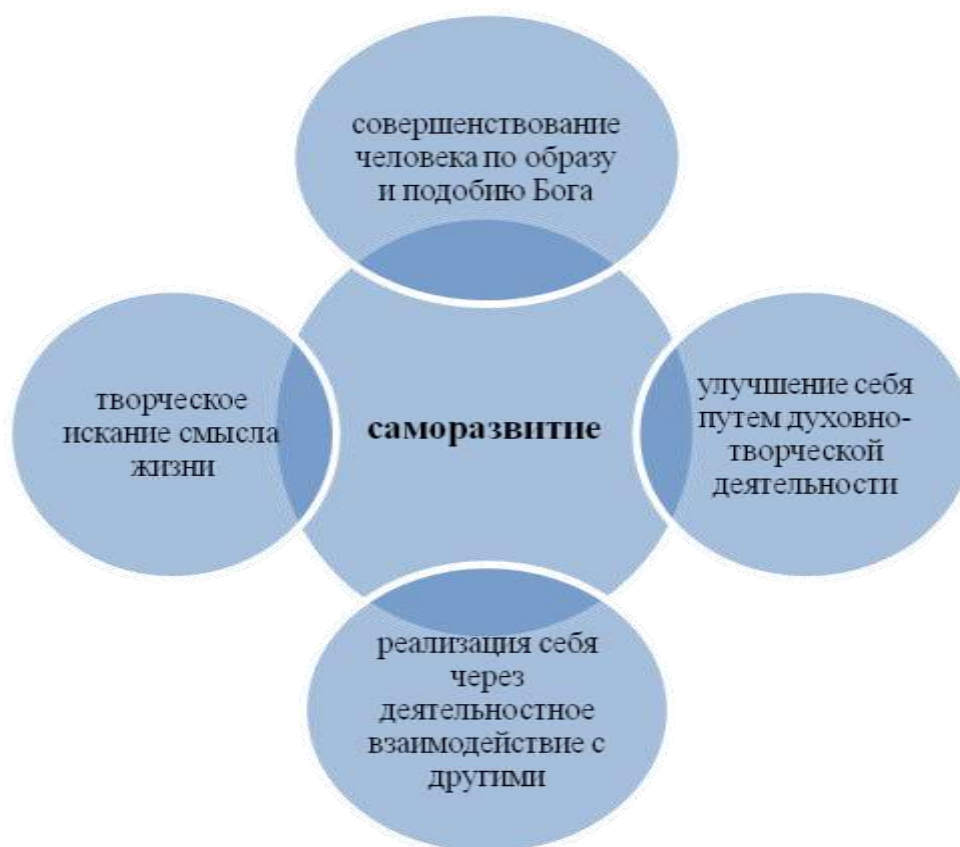 совершенствование
человека по образу
и подобию Бога
творческое
искание смысла
жизни
саморазвитие
улучшение себя
путем духовно-
творческой
деятельности
реализация себя
через
деятельностное
взаимодействие с
другими